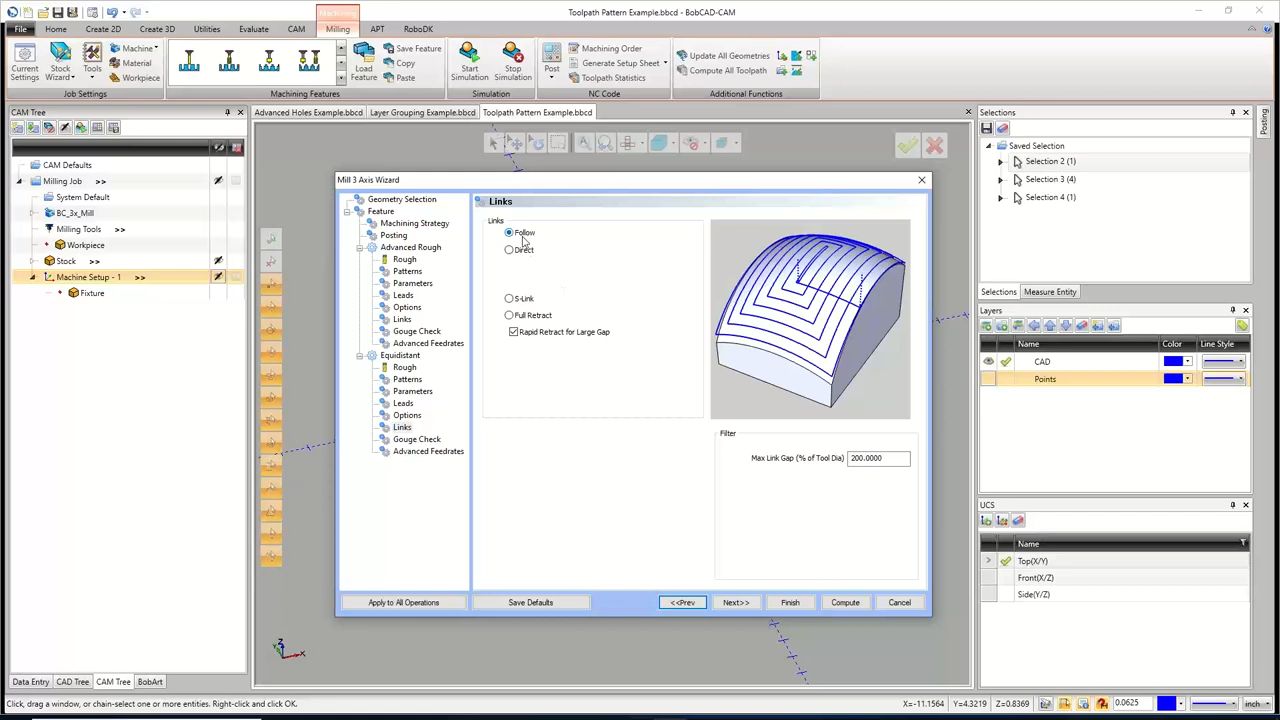 Toolpath Pattern Example.bbcd - BobCAD-CAM
Machining
File Home Create 2D Create 3D Utilities Evaluate CAM Milling APT RobotDK
Current Settings
Stock Wizard
Tools
Machine
Material
Workpiece
Job Settings
Machining Features
Load Feature
Save Feature
Copy
Paste
Start Simulation
Stop Simulation
Simulation
Post
Machining Order
Generate Setup Sheet
Toolpath Statistics
NC Code
Update All Geometries
Compute All Toolpath
Additional Functions
CAM Tree
CAM Defaults
Milling Job >>
System Default
BC_3x_Mill
Milling Tools >>
Workpiece
Stock >>
Machine Setup - 1 >>
Fixture
Data Entry CAD Tree CAM Tree BobArt
Advanced Holes Example.bbcd Layer Grouping Example.bbcd Toolpath Pattern Example.bbcd
Mill 3 Axis Wizard
Geometry Selection
Feature
Machining Strategy
Posting
Advanced Rough
Rough
Patterns
Parameters
Leads
Options
Links
Gouge Check
Advanced Feedrates
Equidistant
Rough
Patterns
Parameters
Leads
Options
Links
Gouge Check
Advanced Feedrates
Links
Links
Follow
Direct
S-Link
Full Retract
Rapid Retract for Large Gap
Filter
Max Link Gap (% of Tool Dia) 200.0000
Apply to All Operations Save Defaults <<Prev Next>> Finish Compute Cancel
Z
X
Selections
Saved Selection
Selection 2 (1)
Selection 3 (4)
Selection 4 (1)
Selections Measure Entity
Posting
Layers
Name Color Line Style
CAD
Points
UCS
Name
Top(X/Y)
Front(X/Z)
Side(Y/Z)
Click, drag a window, or chain-select one or more entities. Right-click and click OK.
X=-11.1564 Y=4.3219 Z=0.8369 0.0625 inch